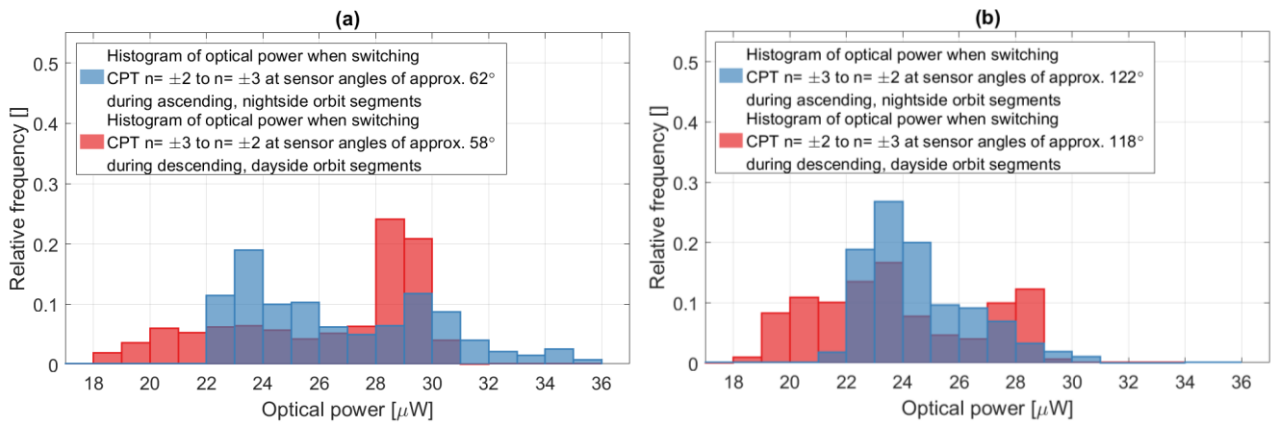 (a)
Histogram of optical power when switching
CPT n= ±2 to n= ±3 at sensor angles of approx. 62°
during ascending, nightside orbit segments
Histogram of optical power when switching
CPT n= ±3 to n= ±2 at sensor angles of approx. 58°
during descending, dayside orbit segments
Relative frequency []
0.5
0.4
0.3
0.2
0.1
0
18 20 22 24 26 28 30 32 34 36
Optical power [μW]
(b)
Histogram of optical power when switching
CPT n= ±3 to n= ±2 at sensor angles of approx. 122°
during ascending, nightside orbit segments
Histogram of optical power when switching
CPT n= ±2 to n= ±3 at sensor angles of approx. 118°
during descending, dayside orbit segments
Relative frequency []
0.5
0.4
0.3
0.2
0.1
0
18 20 22 24 26 28 30 32 34 36
Optical power [μW]